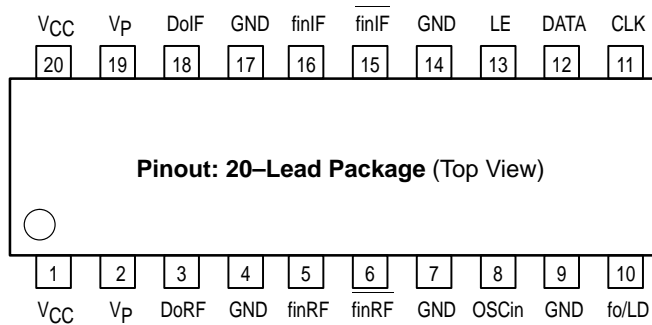 VCC VP DoIF GND finIF finIF GND LE DATA CLK
20 19 18 17 16 15 14 13 12 11
Pinout: 20–Lead Package (Top View)
1 2 3 4 5 6 7 8 9 10
VCC VP DoRF GND finRF finRF GND OSCin GND fo/LD